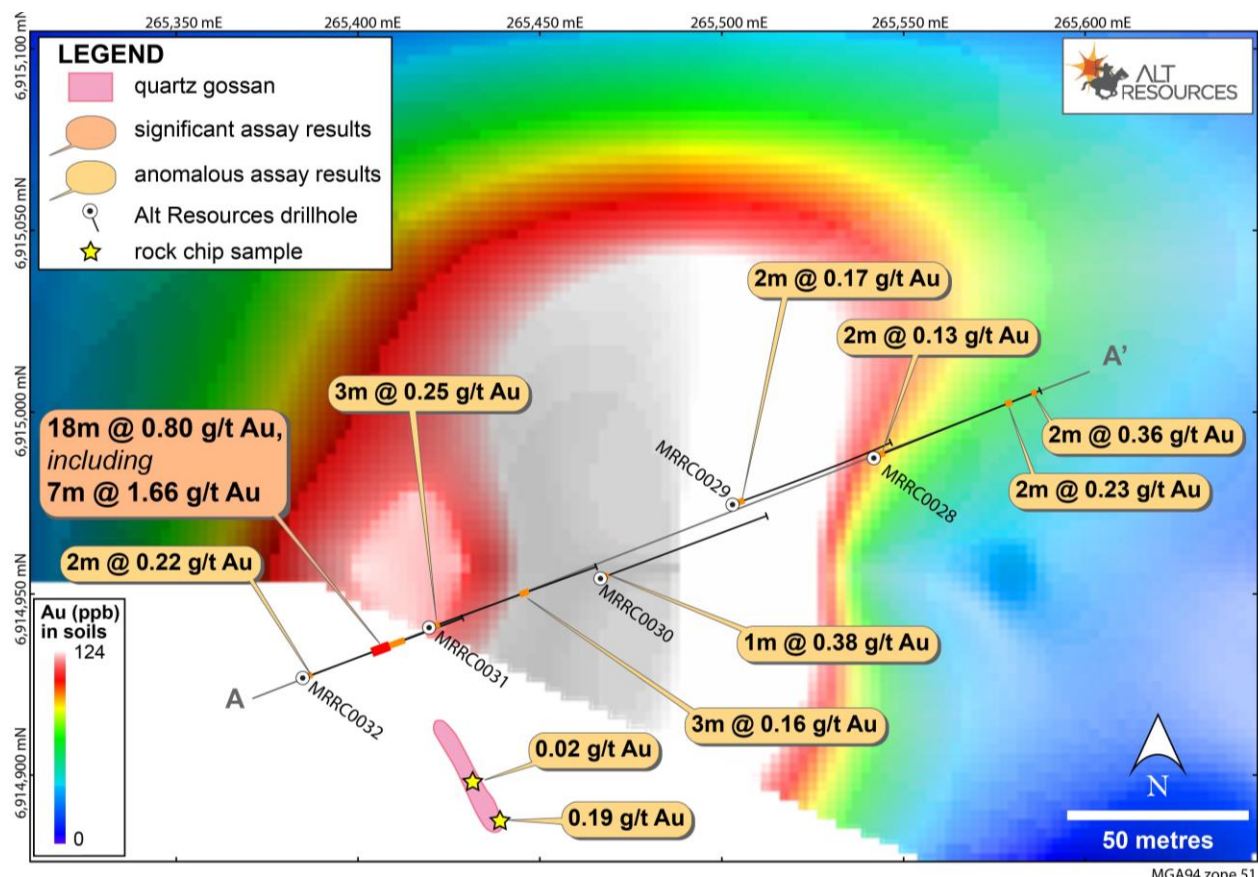 265,350 mE
265,400 mE
265,450 mE
265,500 mE
265,550 mE
265,600 mE
6,915,100 mN
6,915,050 mN
6,915,000 mN
6,914,950 mN
6,914,900 mN
LEGEND
quartz gossan
significant assay results
anomalous assay results
Alt Resources drillhole
rock chip sample
ALT
RESOURCES
2m @ 0.17 g/t Au
2m @ 0.13 g/t Au
A'
3m @ 0.25 g/t Au
18m @ 0.80 g/t Au,
including
7m @ 1.66 g/t Au
2m @ 0.36 g/t Au
MRRC0029
MRRC0028
2m @ 0.23 g/t Au
2m @ 0.22 g/t Au
MRRC0030
1m @ 0.38 g/t Au
MRRC0031
A
MRRC0032
3m @ 0.16 g/t Au
0.02 g/t Au
0.19 g/t Au
Au (ppb)
in soils
124
0
N
50 metres
MGA94 zone 51